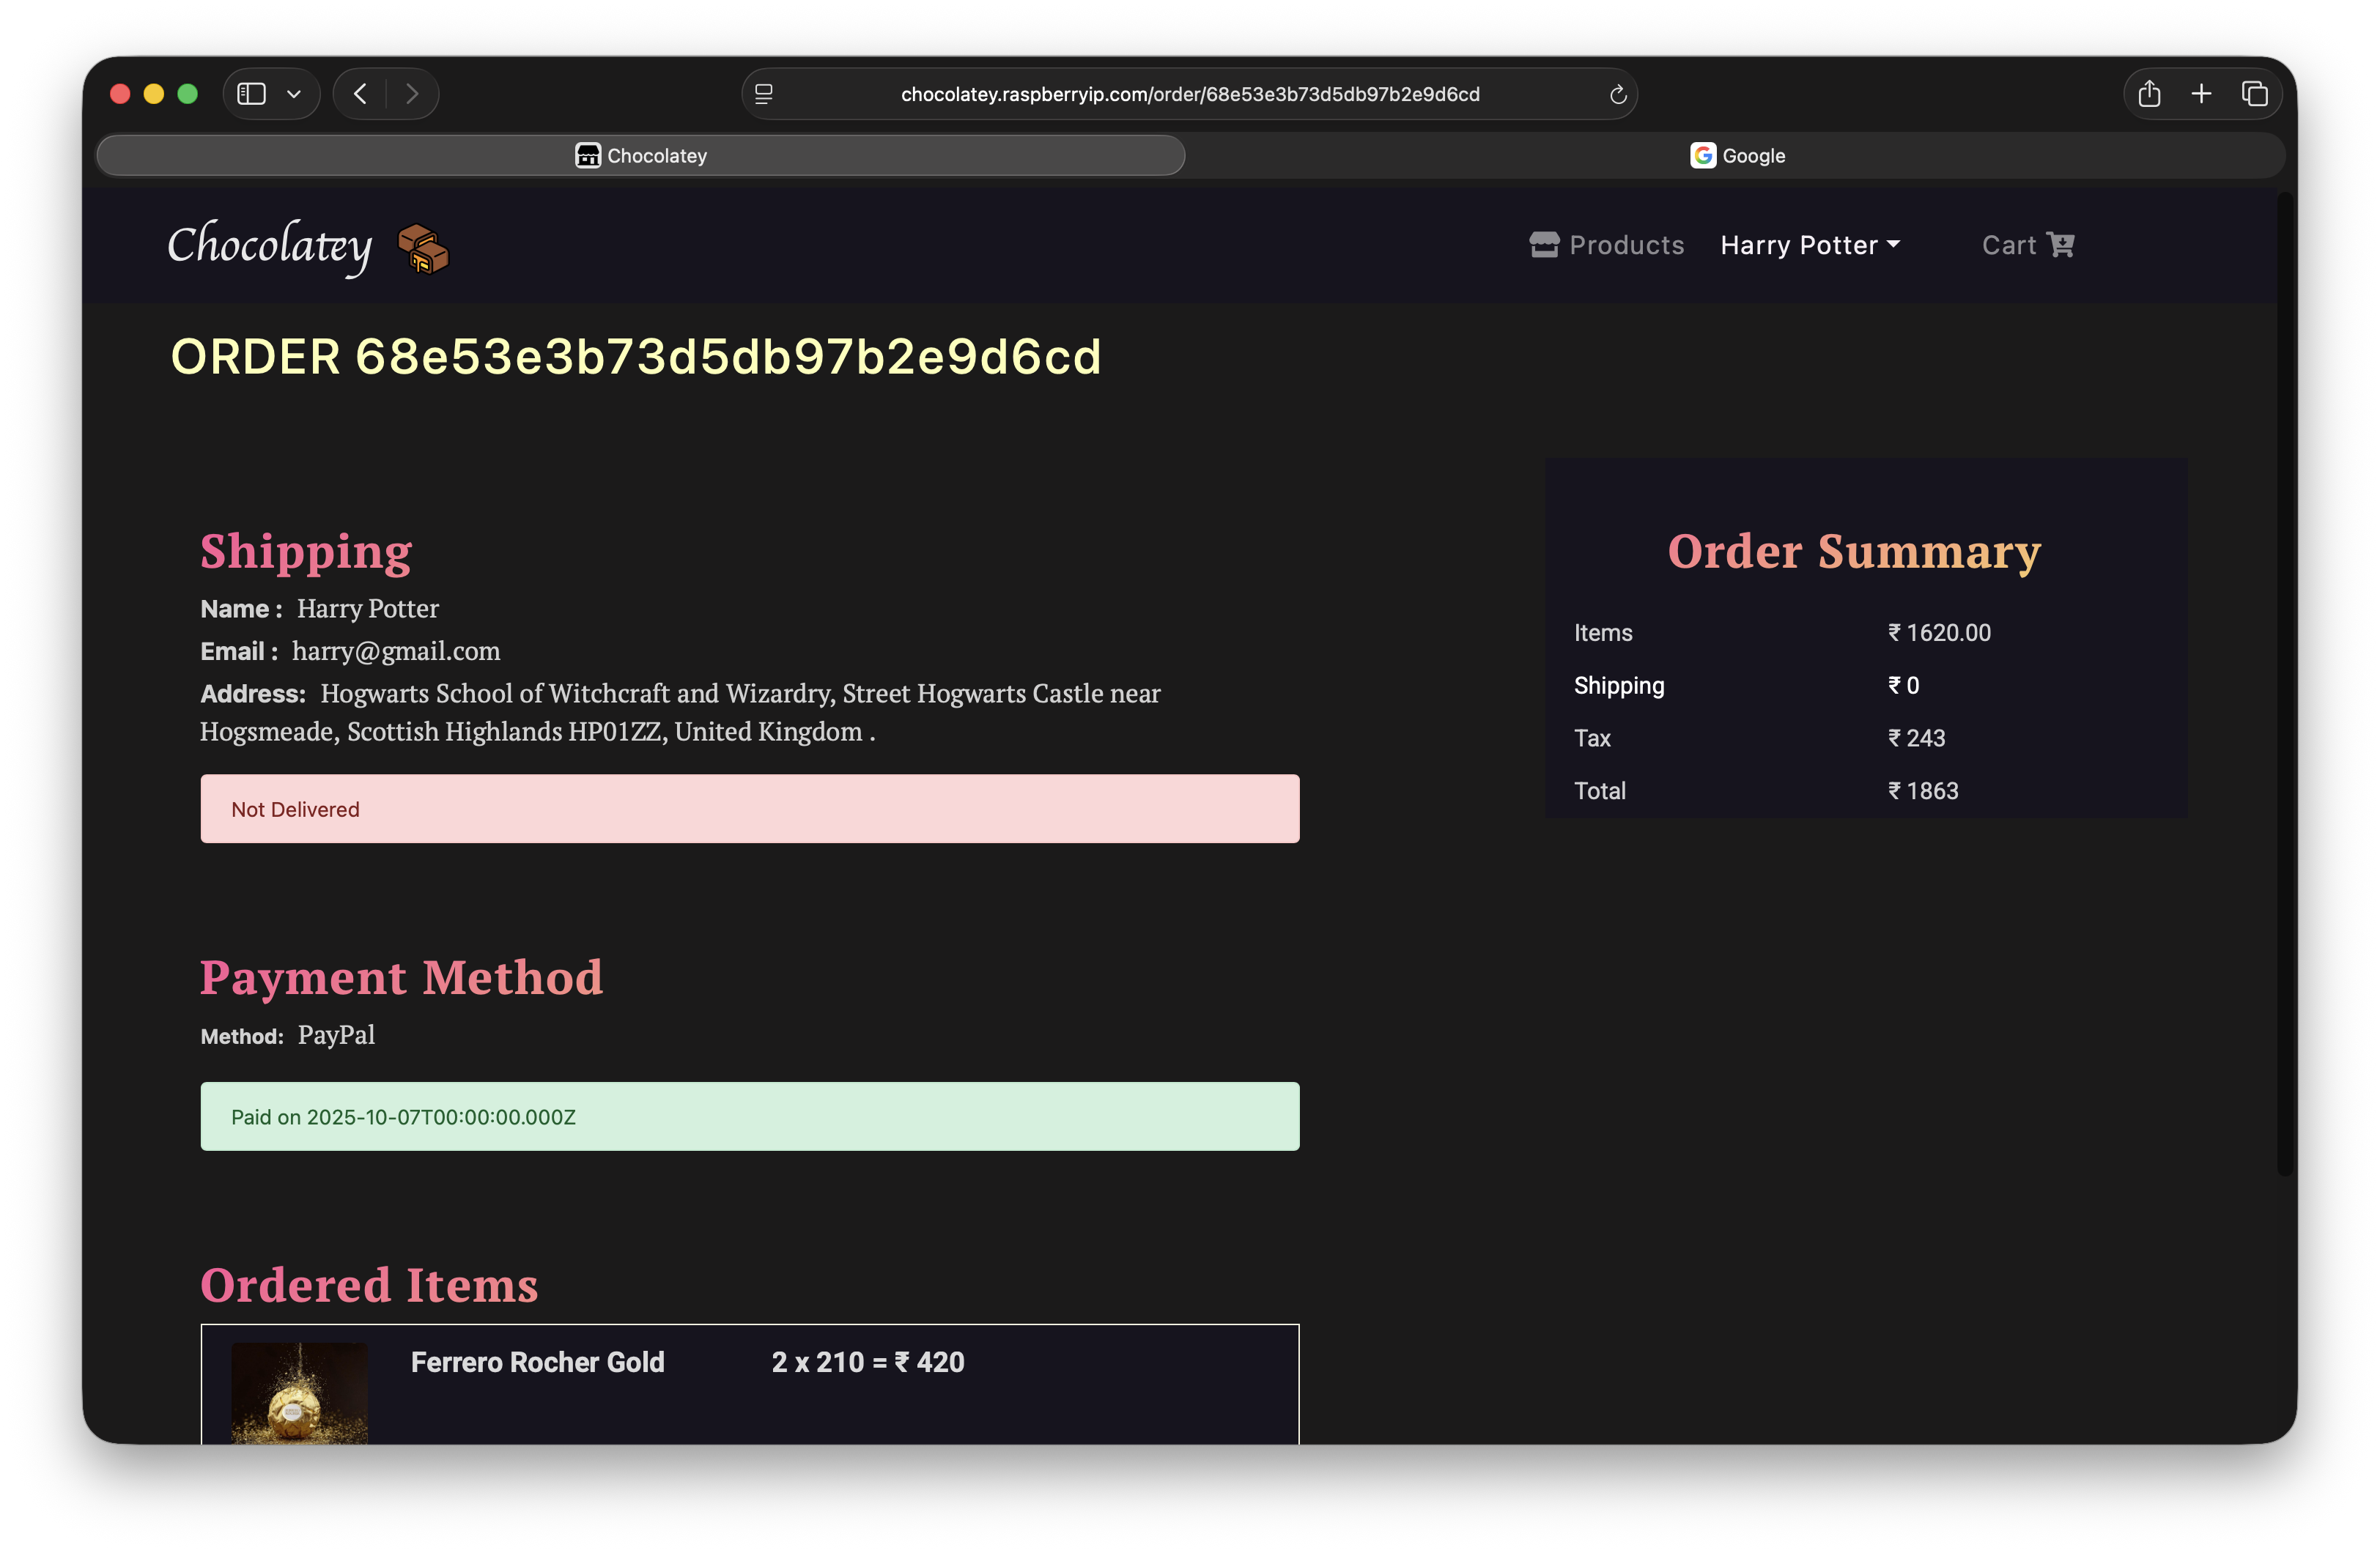 chocolatey.raspberryip.com/order/68e53e3b73d5db97b2e9d6cd
Chocolatey
Google
Chocolatey
Products
Harry Potter
Cart
ORDER 68e53e3b73d5db97b2e9d6cd
Shipping
Name : Harry Potter
Email : harry@gmail.com
Address: Hogwarts School of Witchcraft and Wizardry, Street Hogwarts Castle near
Hogsmeade, Scottish Highlands HP01ZZ, United Kingdom .
Not Delivered
Payment Method
Method: PayPal
Paid on 2025-10-07T00:00:00.000Z
Ordered Items
Ferrero Rocher Gold 2 x 210 = ₹ 420
Order Summary
Items ₹ 1620.00
Shipping ₹ 0
Tax ₹ 243
Total ₹ 1863